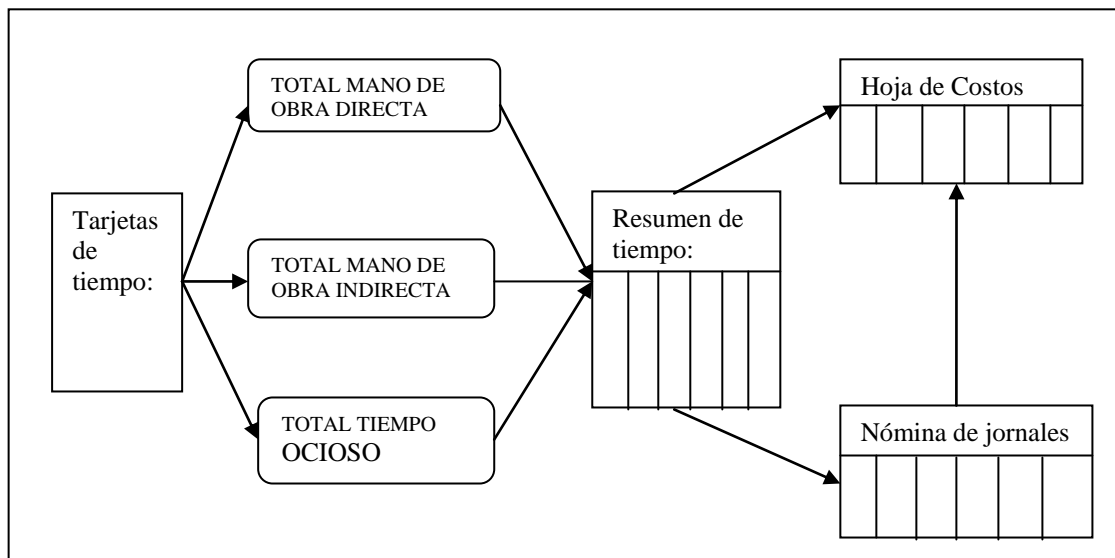 Tarjetas
de
tiempo:
TOTAL MANO DE
OBRA DIRECTA
TOTAL MANO DE
OBRA INDIRECTA
TOTAL TIEMPO
OCIOSO
Resumen de
tiempo:
Hoja de Costos
Nómina de jornales